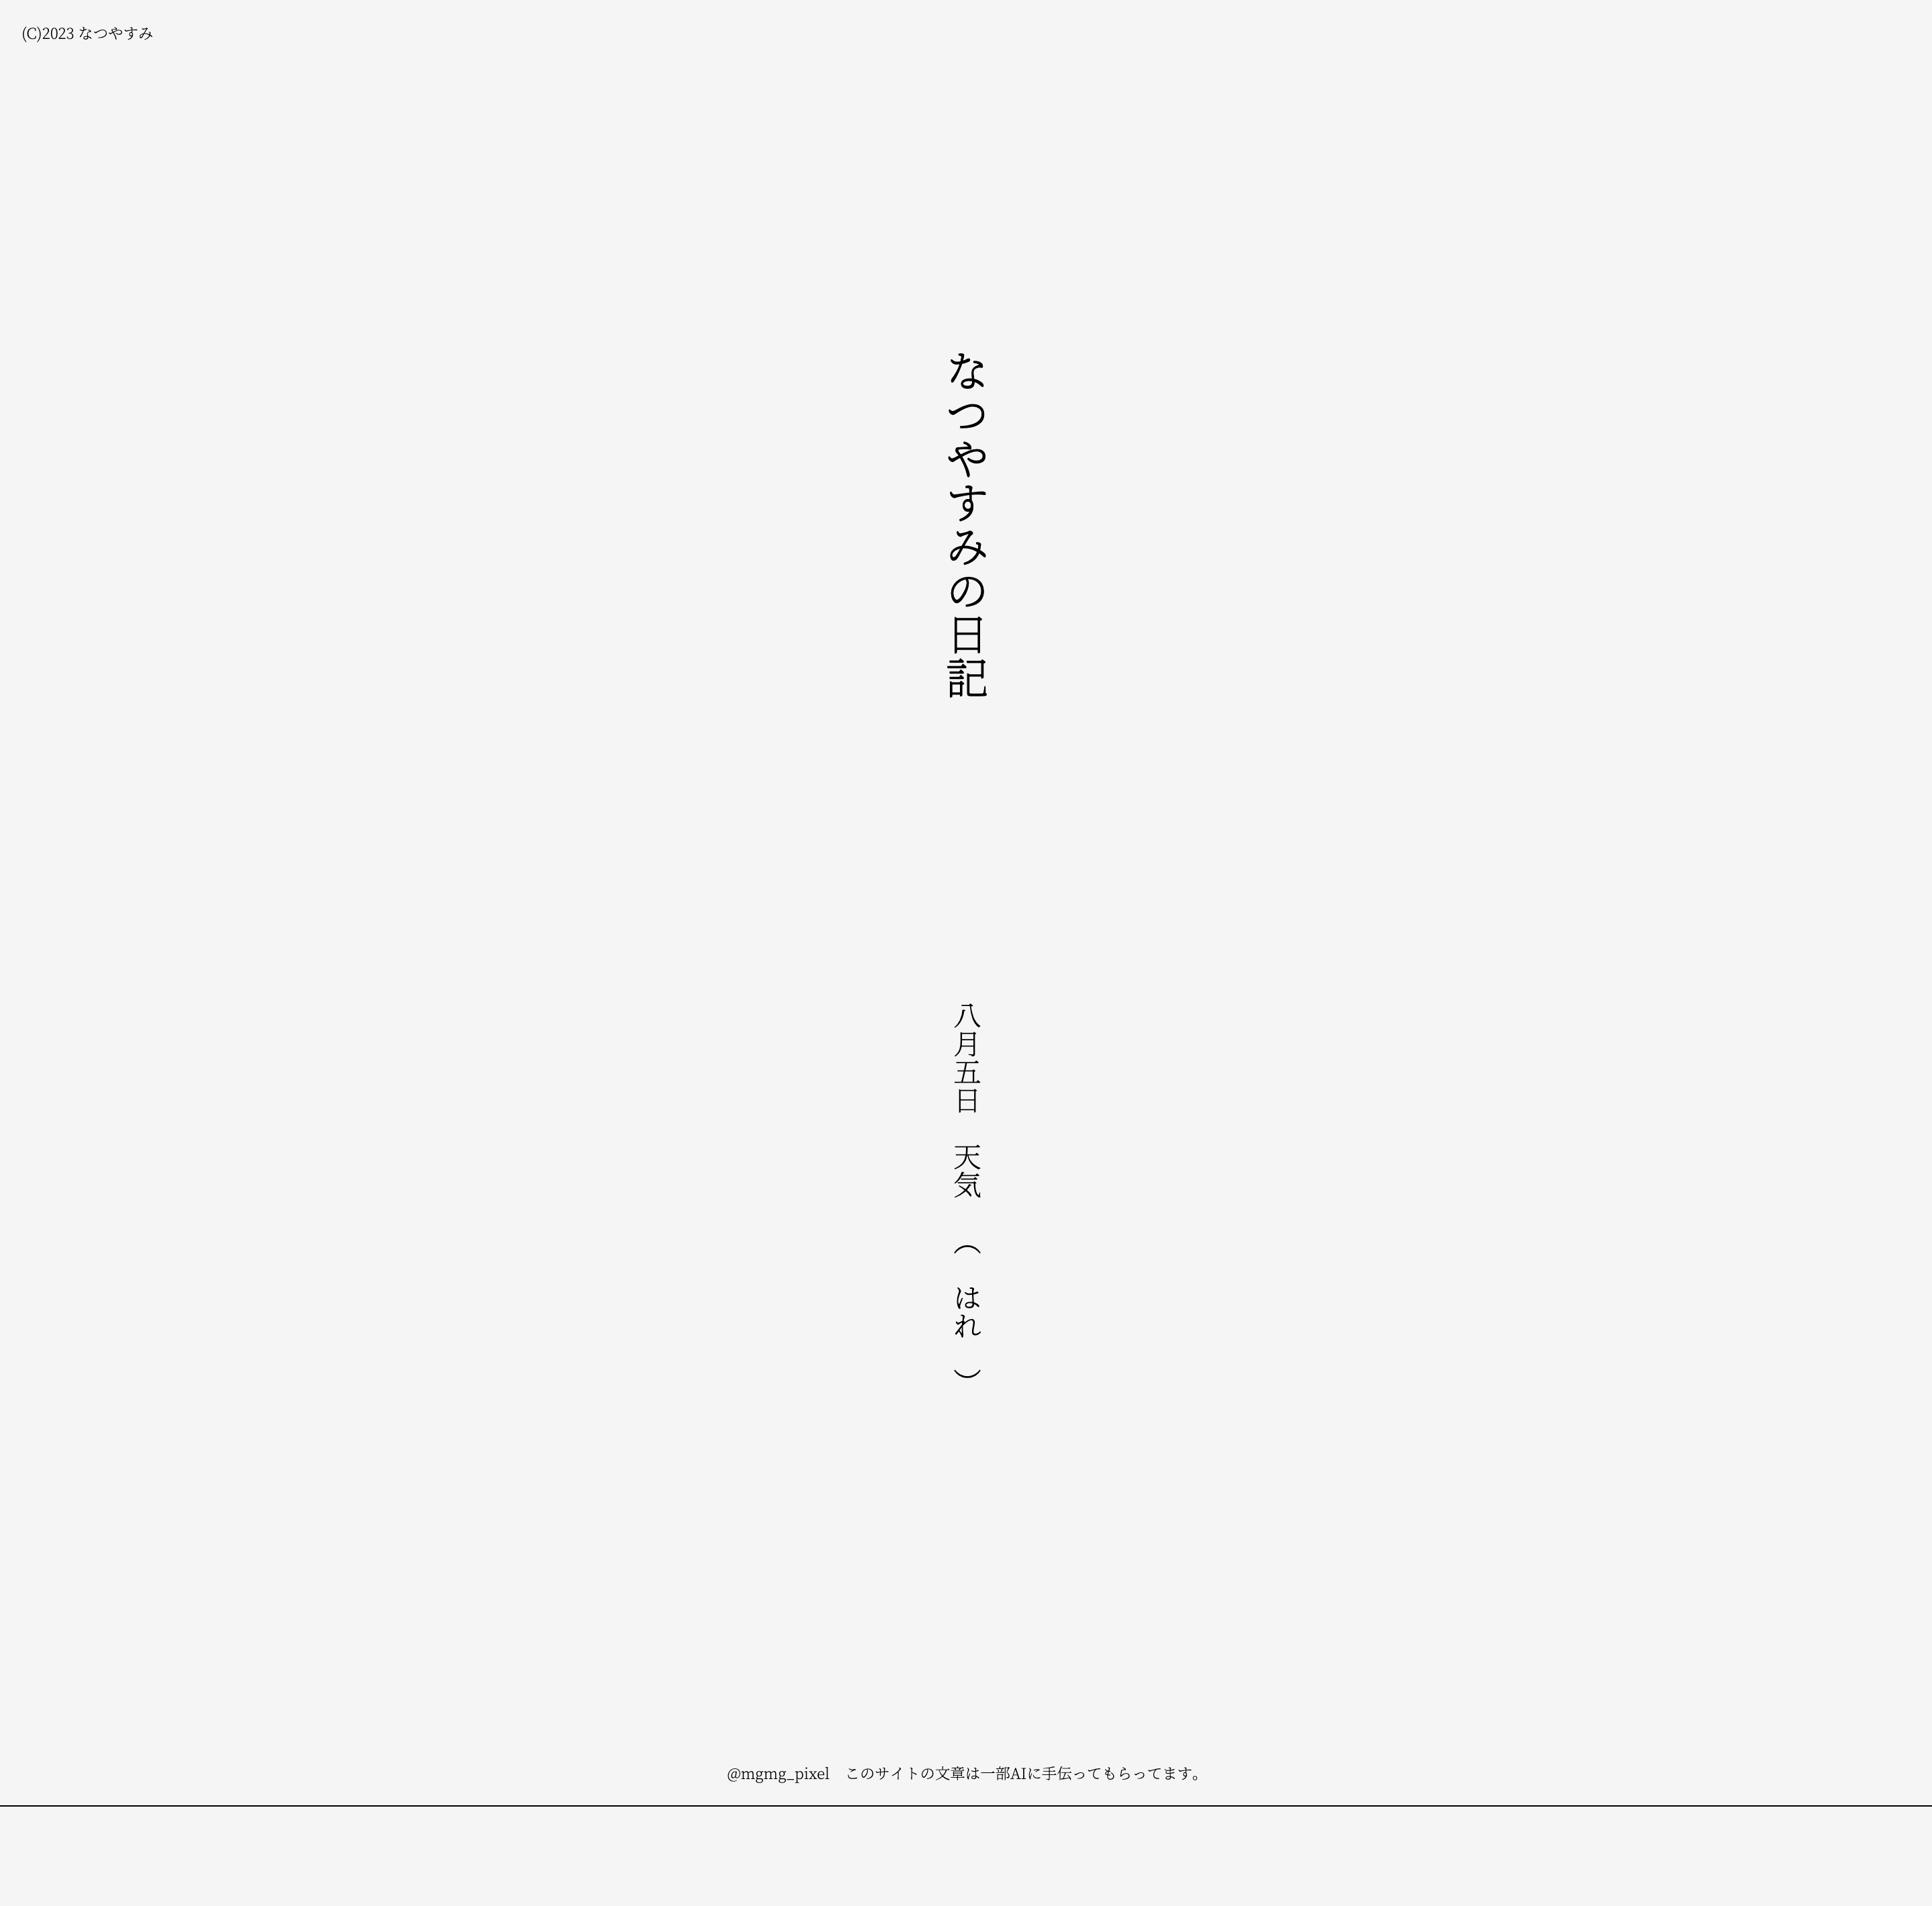 (C)2023 なつやすみ
なつやすみの日記
八月五日　天気　（　はれ　）
@mgmg_pixel　このサイトの文章は一部AIに手伝ってもらってます。